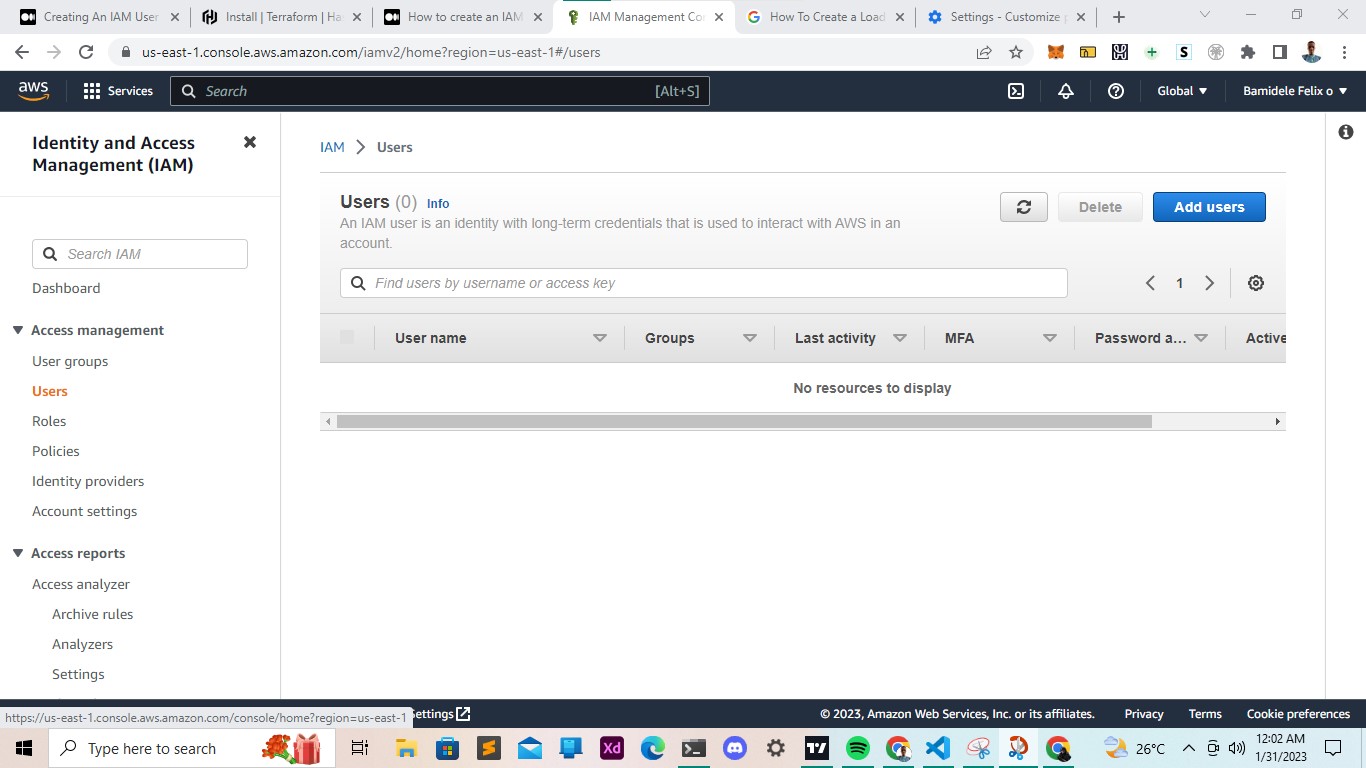 Creating An IAM User
Install | Terraform | Ha
How to create an IAM
IAM Management Co
How To Create a Load
Settings - Customize
us-east-1.console.aws.amazon.com/iamv2/home?region=us-east-1#/users
aws
Services
Search
[Alt+S]
Global
Bamidele Felix o
Identity and Access
Management (IAM)
Search IAM
Dashboard
Access management
User groups
Users
Roles
Policies
Identity providers
Account settings
Access reports
Access analyzer
Archive rules
Analyzers
Settings
IAM > Users
Users (0) Info
An IAM user is an identity with long-term credentials that is used to interact with AWS in an
account.
Delete
Add users
Find users by username or access key
1
User name
Groups
Last activity
MFA
Password a...
Active
No resources to display
https://us-east-1.console.aws.amazon.com/console/home?region=us-east-1
ettings
© 2023, Amazon Web Services, Inc. or its affiliates.
Privacy
Terms
Cookie preferences
Type here to search
Xd
26°C
12:02 AM
1/31/2023